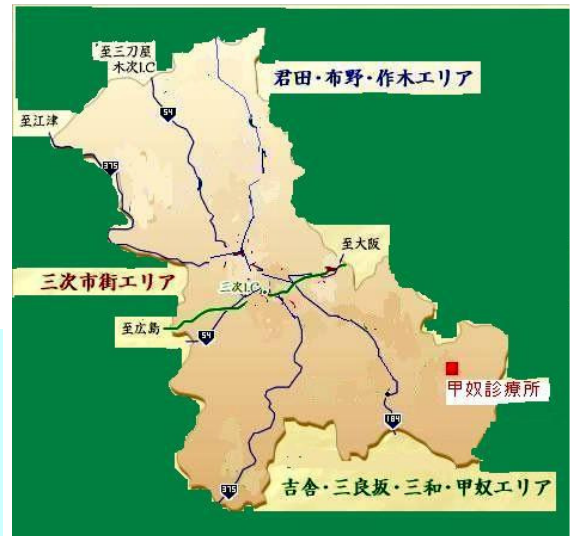 至三刀屋
木次I.C
君田・布野・作木エリア
54
至江津
375
至大阪
三次市街エリア
三次I.C.
至広島
54
甲奴診療所
184
375
吉舎・三良坂・三和・甲奴エリア